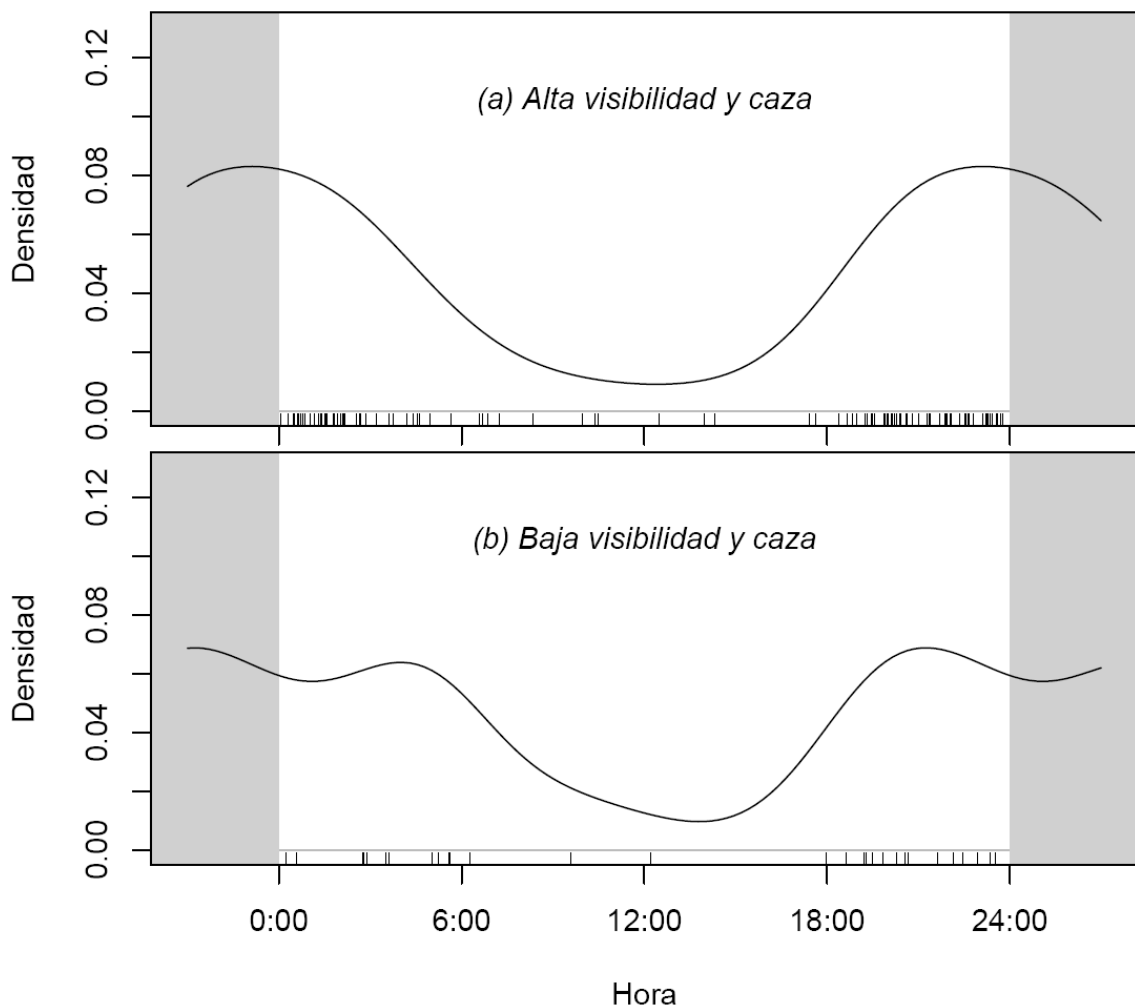 (a) Alta visibilidad y caza
Densidad
0.12
0.08
0.04
0.00
(b) Baja visibilidad y caza
Densidad
0.12
0.08
0.04
0.00
0:00 6:00 12:00 18:00 24:00
Hora